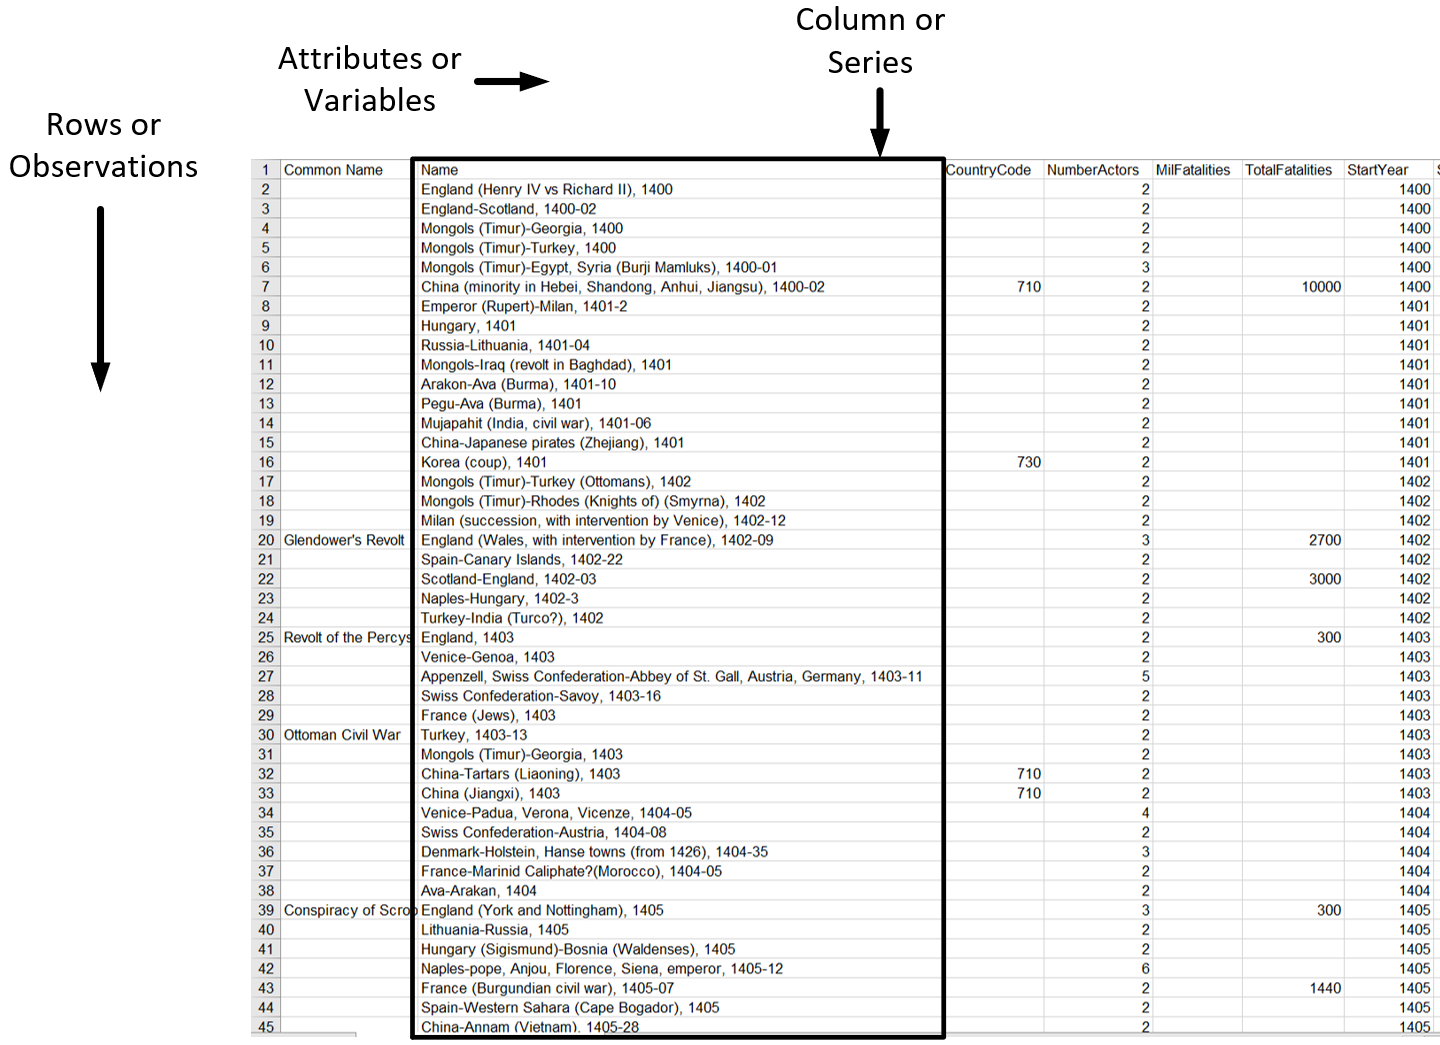 Column or
Series
Attributes or
Variables
Rows or
Observations
1 Common Name Name CountryCode NumberActors MilFatalities TotalFatalities StartYear
2 England (Henry IV vs Richard II), 1400 2 1400
3 England-Scotland, 1400-02 2 1400
4 Mongols (Timur)-Georgia, 1400 2 1400
5 Mongols (Timur)-Turkey, 1400 2 1400
6 Mongols (Timur)-Egypt, Syria (Burji Mamluks), 1400-01 3 1400
7 China (minority in Hebei, Shandong, Anhui, Jiangsu), 1400-02 710 2 10000 1400
8 Emperor (Rupert)-Milan, 1401-2 2 1401
9 Hungary, 1401 2 1401
10 Russia-Lithuania, 1401-04 2 1401
11 Mongols-Iraq (revolt in Baghdad), 1401 2 1401
12 Arakon-Ava (Burma), 1401-10 2 1401
13 Pegu-Ava (Burma), 1401 2 1401
14 Mujapahit (India, civil war), 1401-06 2 1401
15 China-Japanese pirates (Zhejiang), 1401 2 1401
16 Korea (coup), 1401 730 2 1401
17 Mongols (Timur)-Turkey (Ottomans), 1402 2 1402
18 Mongols (Timur)-Rhodes (Knights of) (Smyrna), 1402 2 1402
19 Milan (succession, with intervention by Venice), 1402-12 2 1402
20 Glendower's Revolt England (Wales, with intervention by France), 1402-09 3 2700 1402
21 Spain-Canary Islands, 1402-22 2 1402
22 Scotland-England, 1402-03 2 3000 1402
23 Naples-Hungary, 1402-3 2 1402
24 Turkey-India (Turco?), 1402 2 1402
25 Revolt of the Percys England, 1403 2 300 1403
26 Venice-Genoa, 1403 2 1403
27 Appenzell, Swiss Confederation-Abbey of St. Gall, Austria, Germany, 1403-11 5 1403
28 Swiss Confederation-Savoy, 1403-16 2 1403
29 France (Jews), 1403 2 1403
30 Ottoman Civil War Turkey, 1403-13 2 1403
31 Mongols (Timur)-Georgia, 1403 2 1403
32 China-Tartars (Liaoning), 1403 710 2 1403
33 China (Jiangxi), 1403 710 2 1403
34 Venice-Padua, Verona, Vicenze, 1404-05 4 1404
35 Swiss Confederation-Austria, 1404-08 2 1404
36 Denmark-Holstein, Hanse towns (from 1426), 1404-35 3 1404
37 France-Marinid Caliphate?(Morocco), 1404-05 2 1404
38 Ava-Arakan, 1404 2 1404
39 Conspiracy of Scro England (York and Nottingham), 1405 3 300 1405
40 Lithuania-Russia, 1405 2 1405
41 Hungary (Sigismund)-Bosnia (Waldenses), 1405 2 1405
42 Naples-pope, Anjou, Florence, Siena, emperor, 1405-12 6 1405
43 France (Burgundian civil war), 1405-07 2 1440 1405
44 Spain-Western Sahara (Cape Bogador), 1405 2 1405
45 China-Annam (Vietnam), 1405-28 2 1405